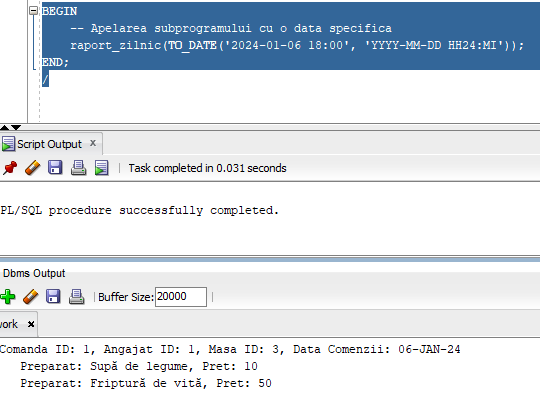 BEGIN
-- Apelarea subprogramului cu o data specifica
raport_zilnic(TO_DATE('2024-01-06 18:00', 'YYYY-MM-DD HH24:MI'));
END;
/
Script Output x
Task completed in 0.031 seconds
PL/SQL procedure successfully completed.
Dbms Output
Buffer Size: 20000
work x
Comanda ID: 1, Angajat ID: 1, Masa ID: 3, Data Comenzii: 06-JAN-24
Preparat: Supă de legume, Pret: 10
Preparat: Friptură de vită, Pret: 50